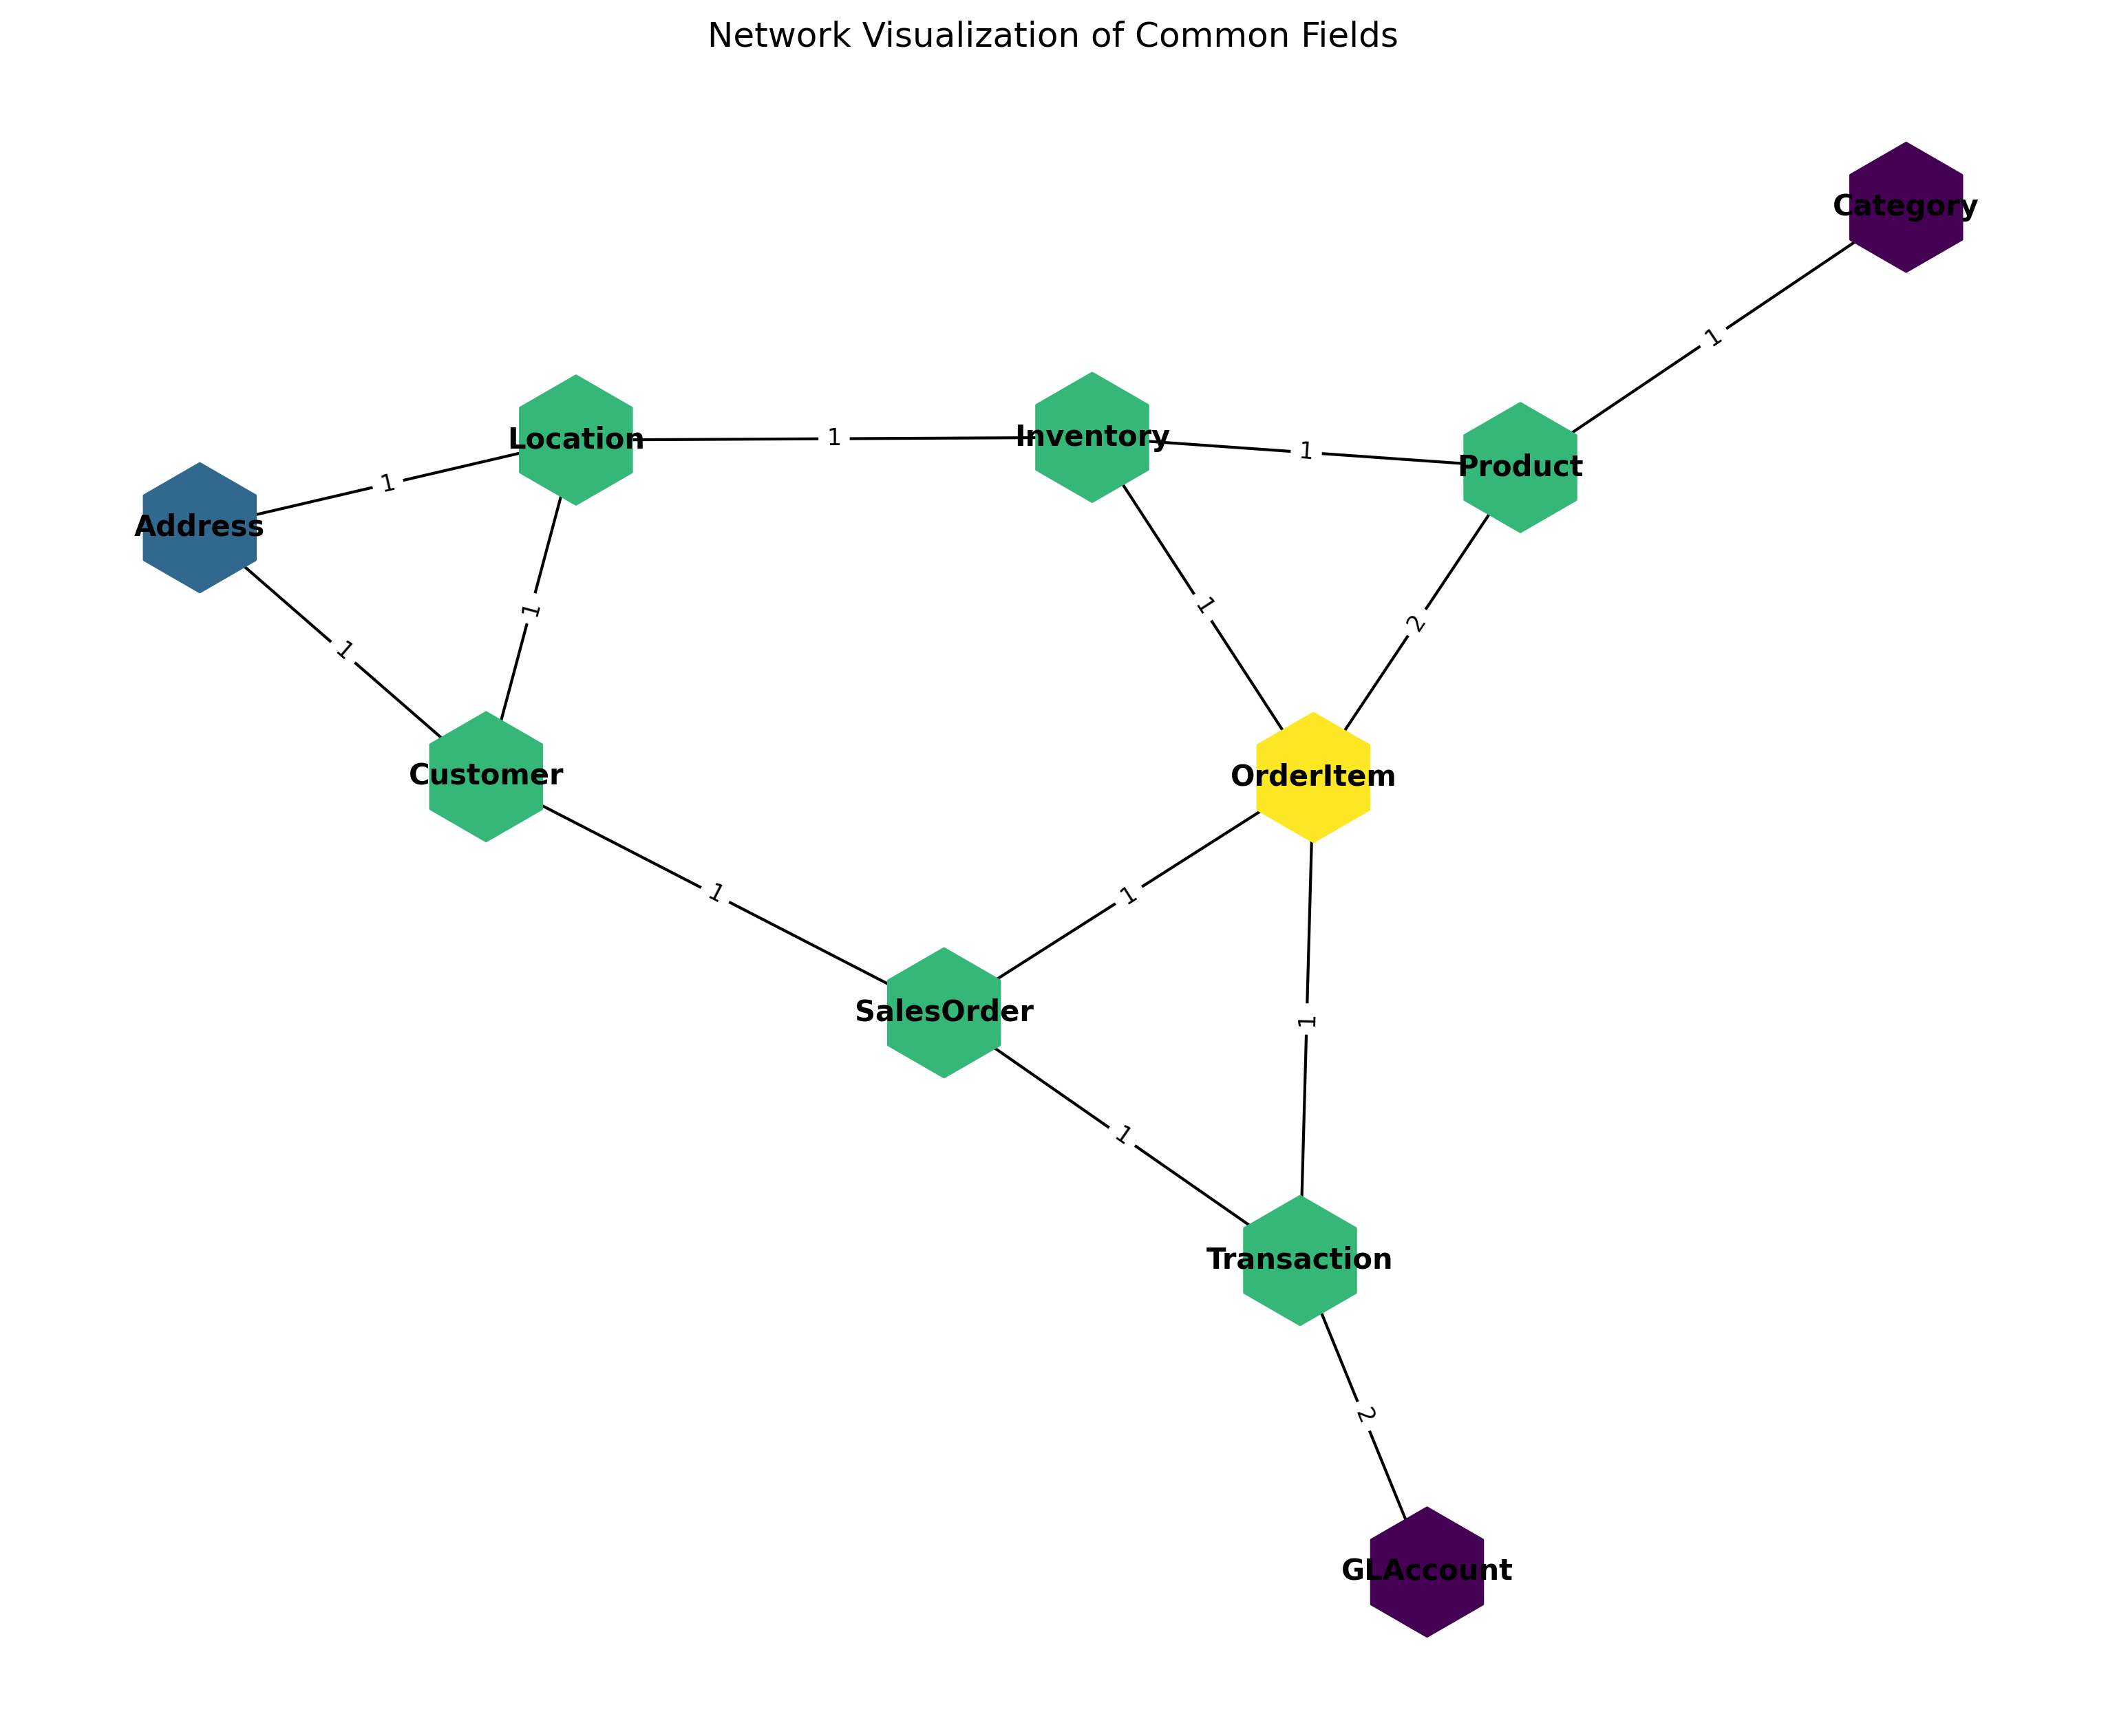 Network Visualization of Common Fields
Category
1
Location
1
Inventory
1
Product
1
Address
1
1
1
2
1
Customer
OrderItem
1
1
SalesOrder
1
1
Transaction
2
GLAccount